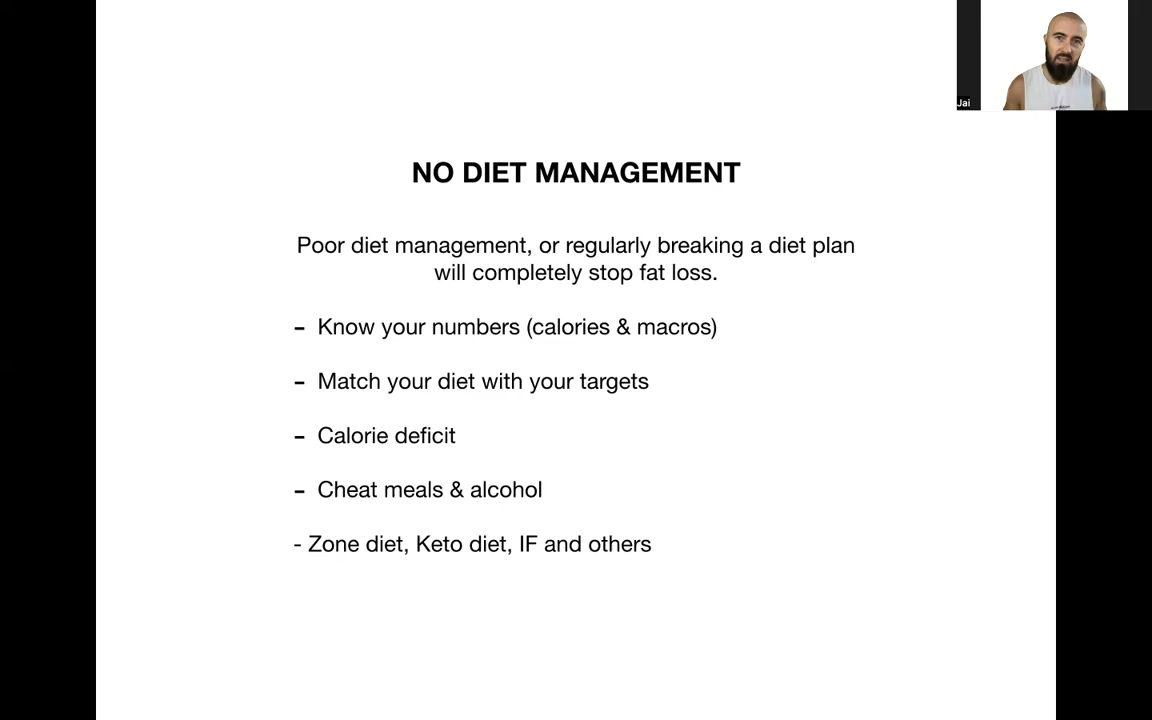 Jai
NO DIET MANAGEMENT
Poor diet management, or regularly breaking a diet plan
will completely stop fat loss.
- Know your numbers (calories & macros)
- Match your diet with your targets
- Calorie deficit
- Cheat meals & alcohol
- Zone diet, Keto diet, IF and others